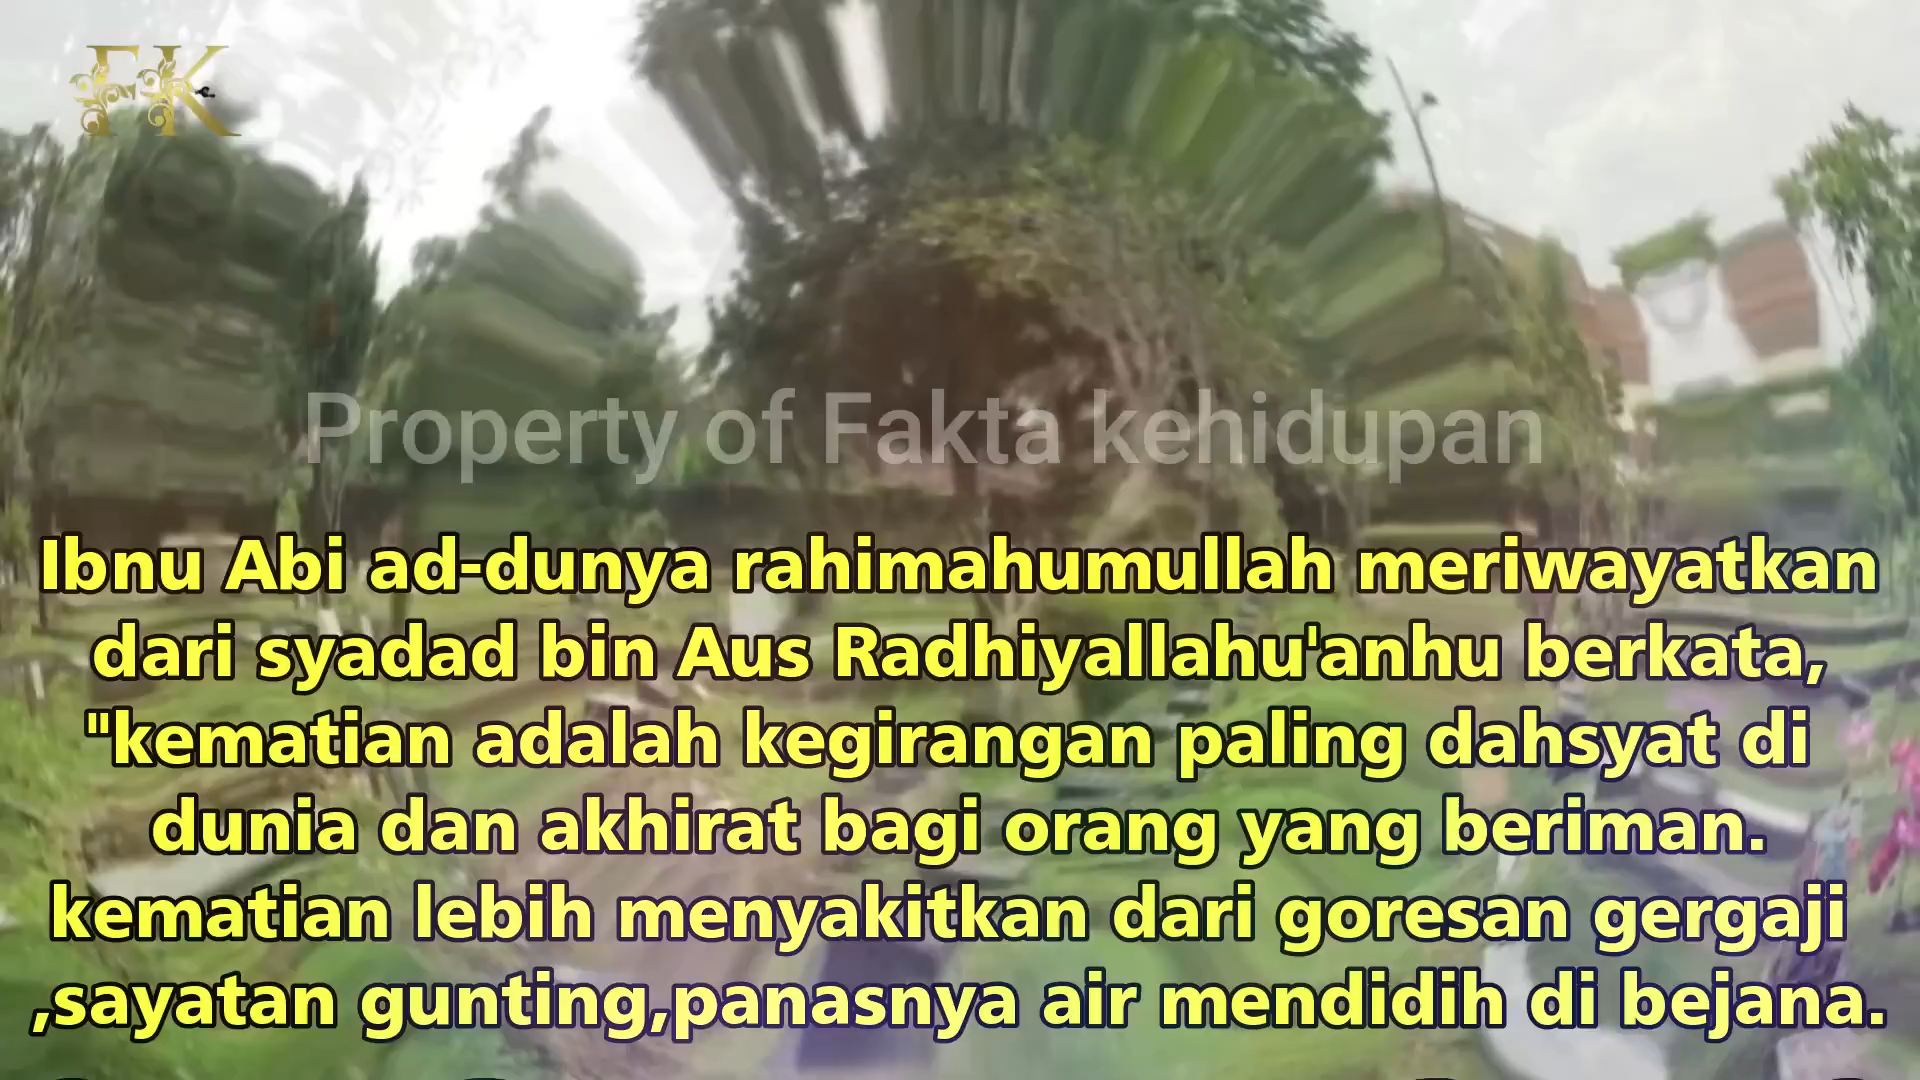 FK
Property of Fakta kehidupan
Ibnu Abi ad-dunya rahimahumullah meriwayatkan
dari syadad bin Aus Radhiyallahu'anhu berkata,
"kematian adalah kegirangan paling dahsyat di
dunia dan akhirat bagi orang yang beriman.
kematian lebih menyakitkan dari goresan gergaji
,sayatan gunting,panasnya air mendidih di bejana.